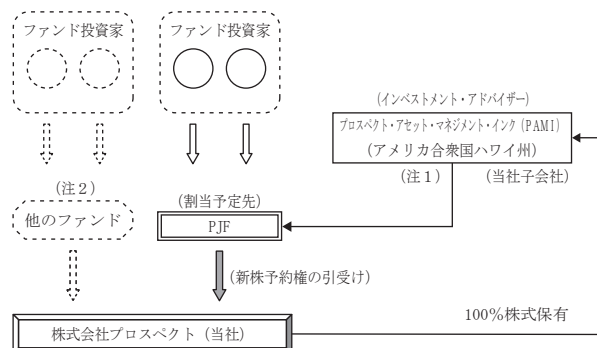 ファンド投資家
ファンド投資家
(インベストメント・アドバイザー)
プロスペクト・アセット・マネジメント・インク(PAMI)
(アメリカ合衆国ハワイ州)
(注1)
(当社子会社)
(注2)
他のファンド
(割当予定先)
PJF
(新株予約権の引受け)
株式会社プロスペクト(当社)
100%株式保有